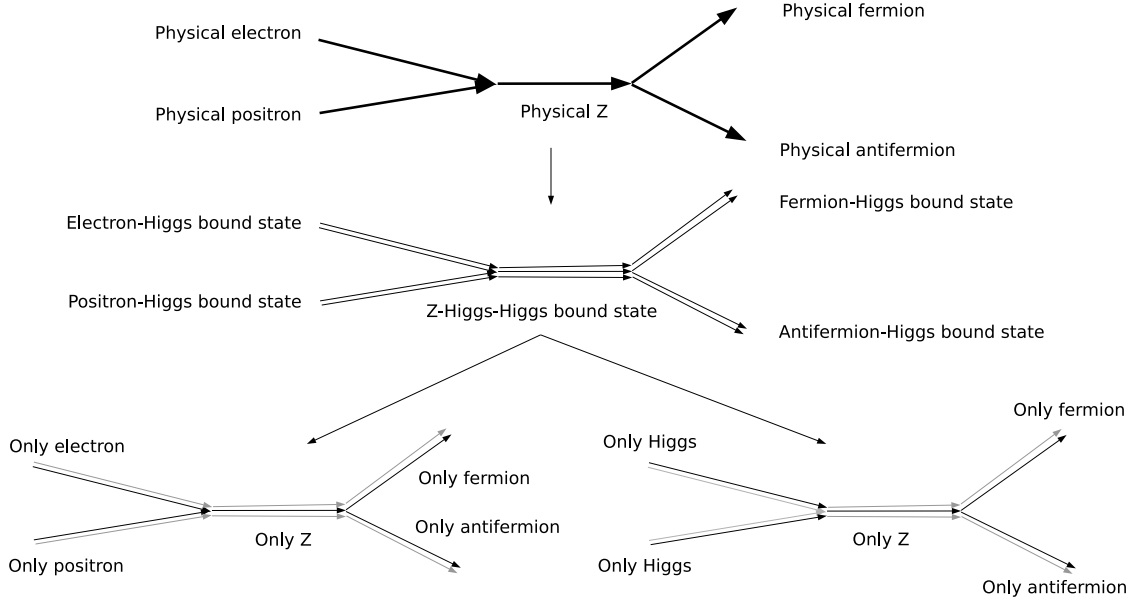 Physical fermion
Physical electron
Physical Z
Physical positron
Physical antifermion
Fermion-Higgs bound state
Electron-Higgs bound state
Positron-Higgs bound state
Z-Higgs-Higgs bound state
Antifermion-Higgs bound state
Only electron
Only fermion
Only antifermion
Only Z
Only positron
Only fermion
Only Higgs
Only Z
Only Higgs
Only antifermion